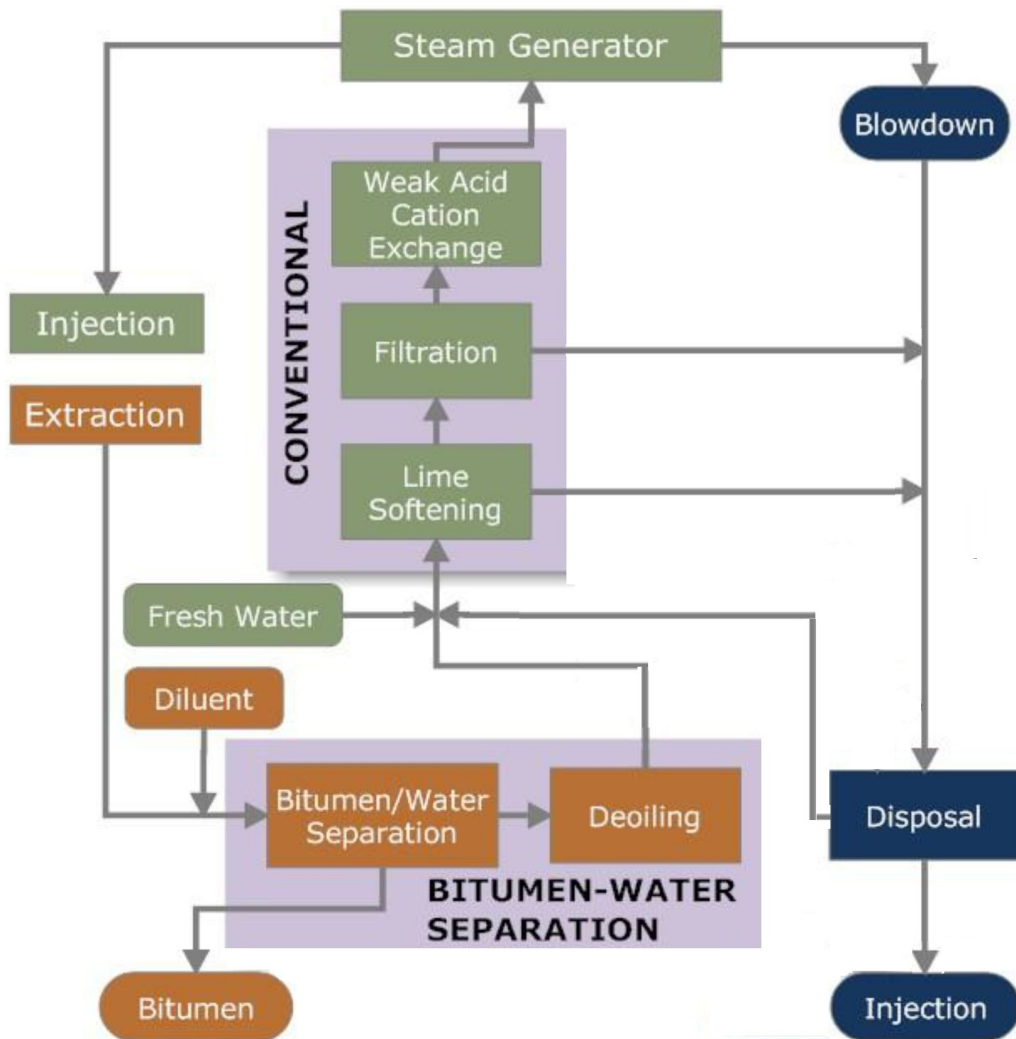 Steam Generator
Blowdown
CONVENTIONAL
Weak Acid
Cation
Exchange
Injection
Filtration
Extraction
Lime
Softening
Fresh Water
Diluent
Bitumen/Water
Separation
Deoiling
Disposal
BITUMEN-WATER
SEPARATION
Bitumen
Injection